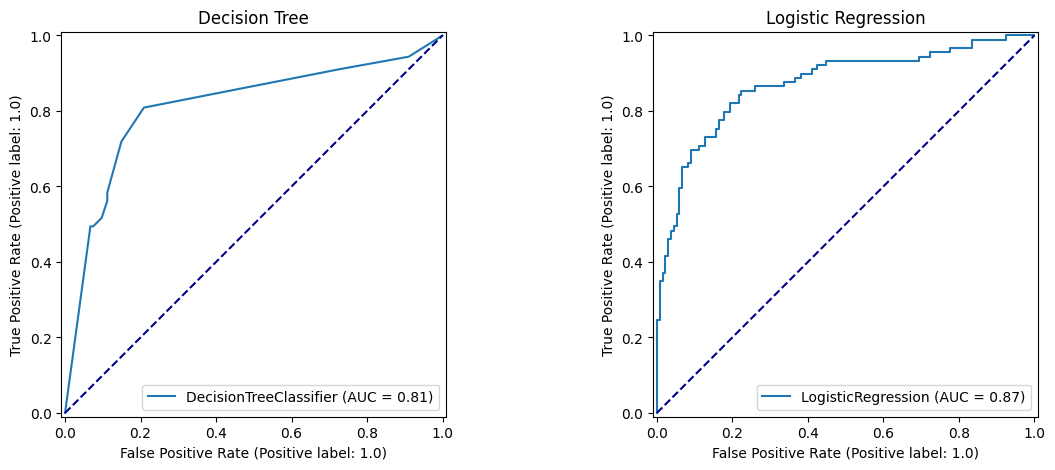 Decision Tree
True Positive Rate (Positive label: 1.0)
1.0
0.8
0.6
0.4
0.2
0.0
DecisionTreeClassifier (AUC = 0.81)
0.0 0.2 0.4 0.6 0.8 1.0
False Positive Rate (Positive label: 1.0)
Logistic Regression
True Positive Rate (Positive label: 1.0)
1.0
0.8
0.6
0.4
0.2
0.0
LogisticRegression (AUC = 0.87)
0.0 0.2 0.4 0.6 0.8 1.0
False Positive Rate (Positive label: 1.0)